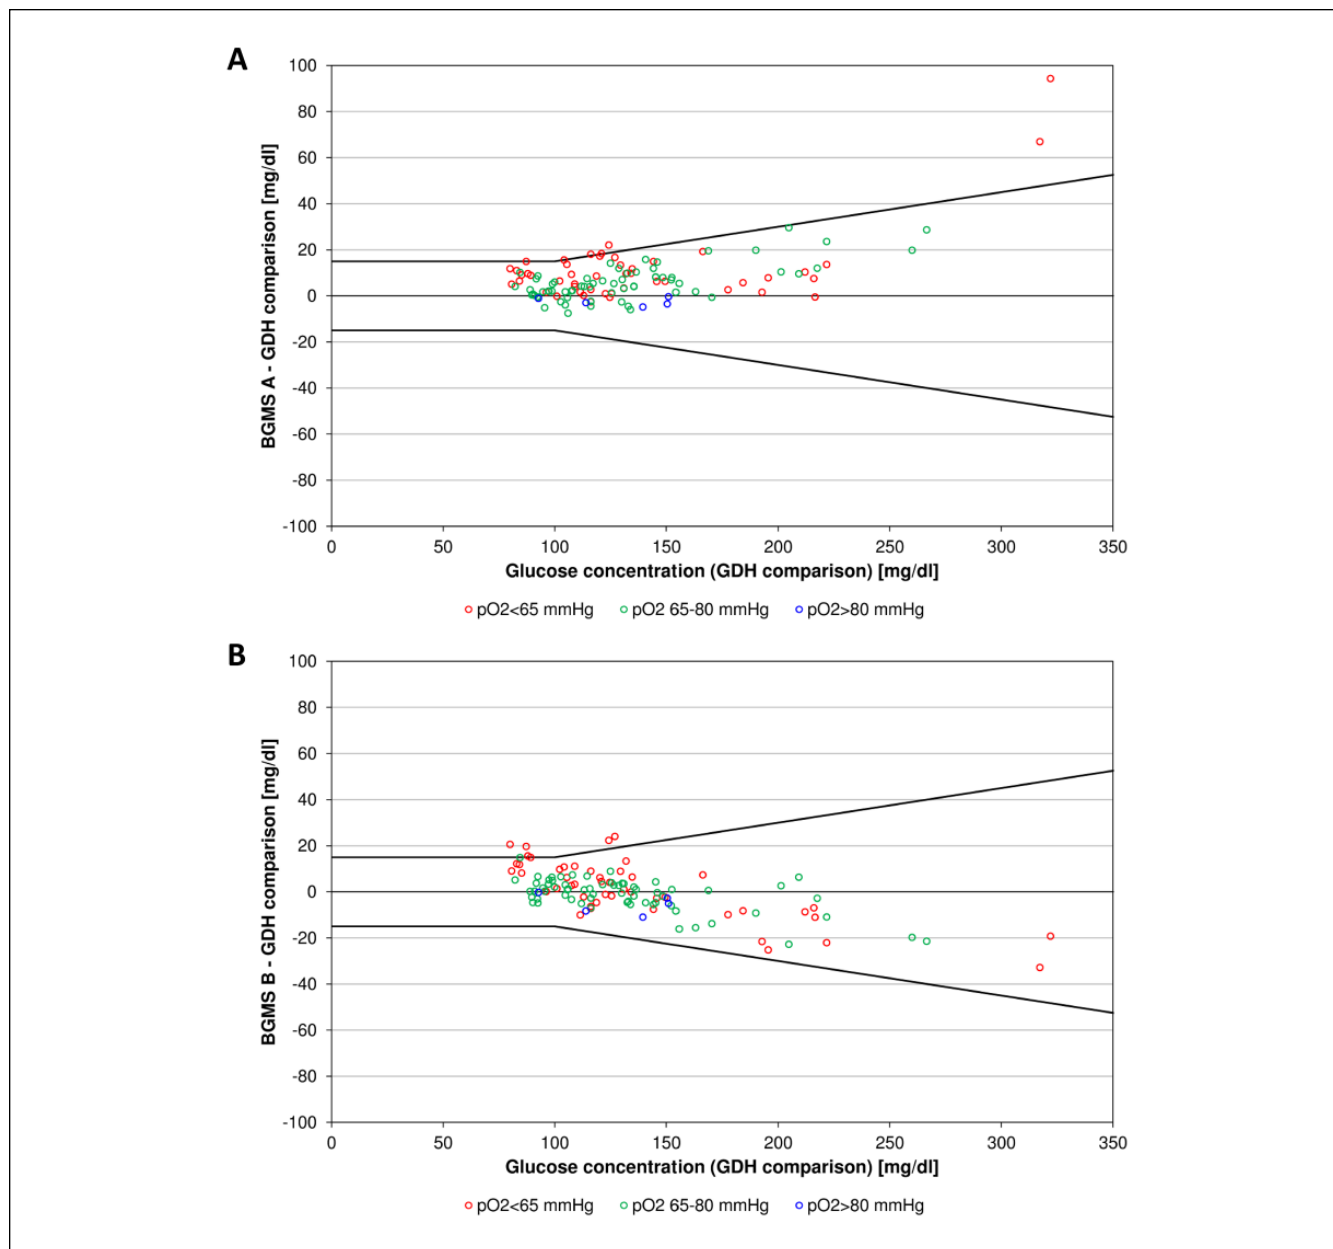 A
100
80
60
40
20
0
-20
-40
-60
-80
-100
BGMS A - GDH comparison [mg/dl]
0 50 100 150 200 250 300 350
Glucose concentration (GDH comparison) [mg/dl]
pO2<65 mmHg pO2 65-80 mmHg pO2>80 mmHg
B
100
80
60
40
20
0
-20
-40
-60
-80
-100
BGMS B - GDH comparison [mg/dl]
0 50 100 150 200 250 300 350
Glucose concentration (GDH comparison) [mg/dl]
pO2<65 mmHg pO2 65-80 mmHg pO2>80 mmHg